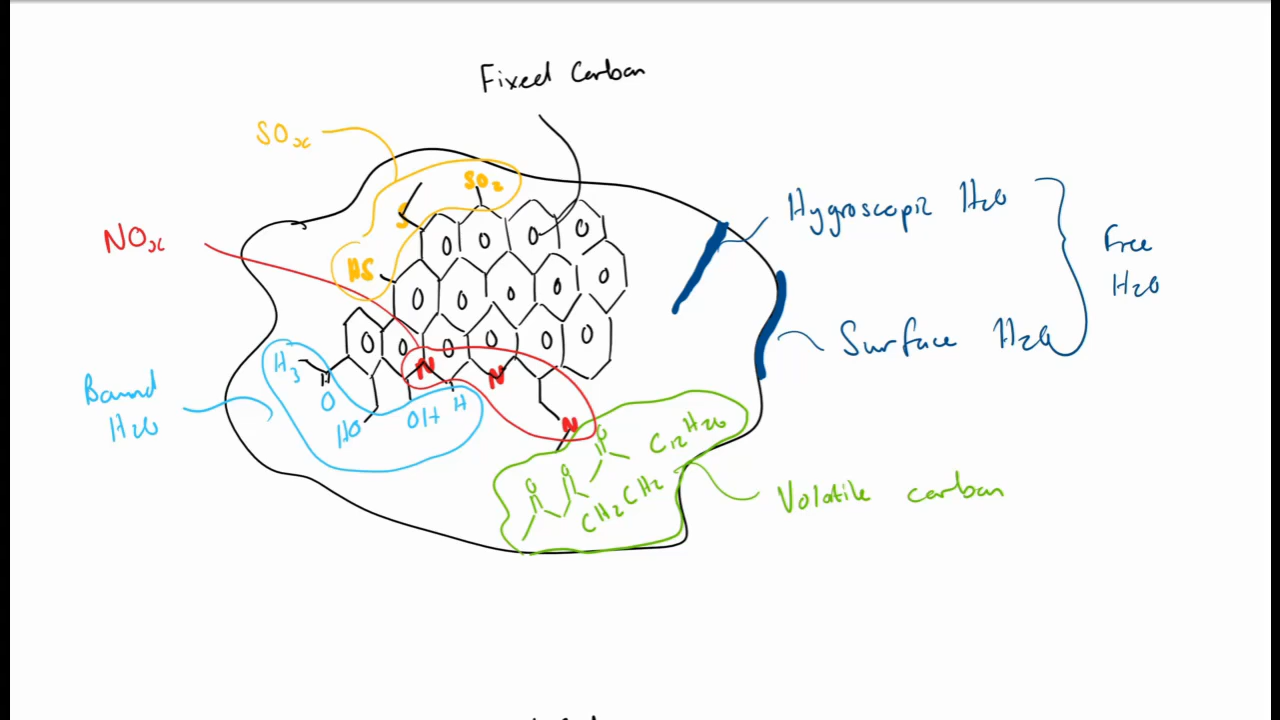 Fixed Carbon
SOx
SO2
S
Hygroscopic H2O
NOx
HS
Free
H2O
Surface H2O
H3
N
N
Bound
H2O
O
HO
OH
H
N
O
C12H26
O
O
CH2CH2
Volatile carbon